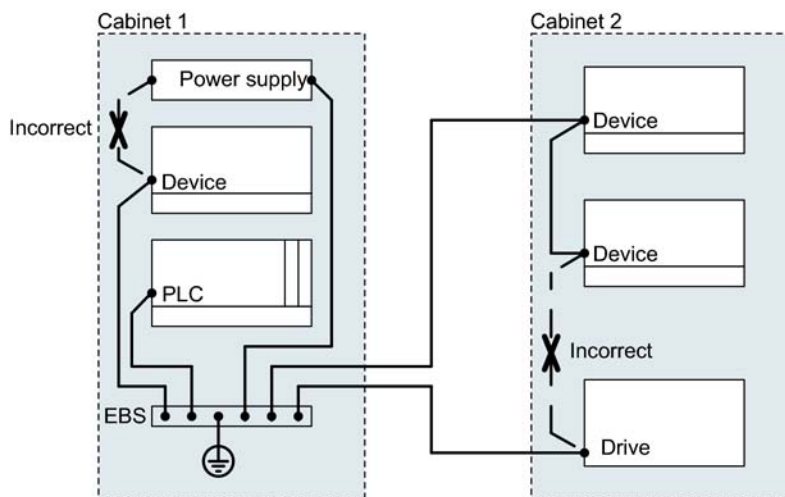 Cabinet 1
Power supply
Incorrect
Device
PLC
EBS
Cabinet 2
Device
Device
Incorrect
Drive